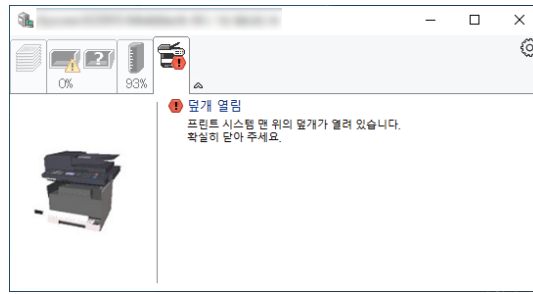 0%
93%
덮개 열림
프린트 시스템 맨 위의 덮개가 열려 있습니다.
확실히 닫아 주세요.